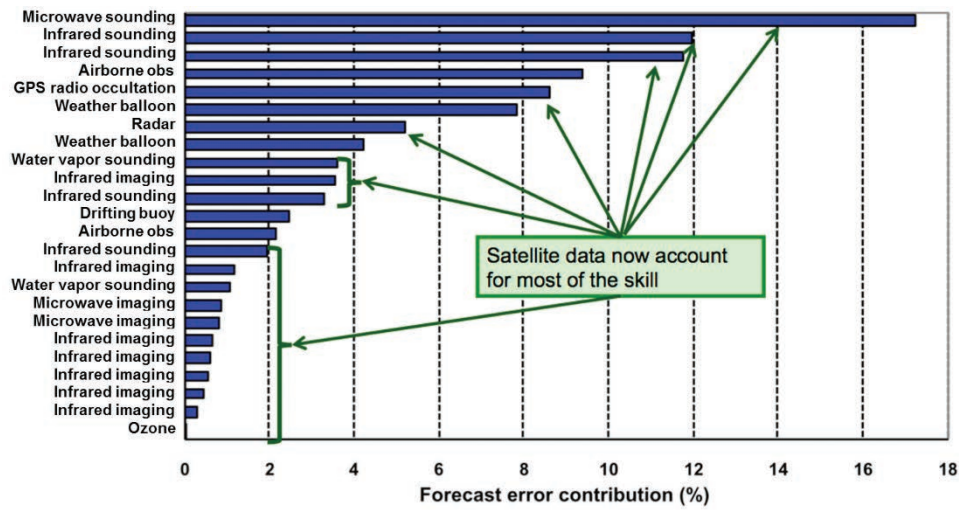 Microwave sounding
Infrared sounding
Infrared sounding
Airborne obs
GPS radio occultation
Weather balloon
Radar
Weather balloon
Water vapor sounding
Infrared imaging
Infrared sounding
Drifting buoy
Airborne obs
Infrared sounding
Infrared imaging
Water vapor sounding
Microwave imaging
Microwave imaging
Infrared imaging
Infrared imaging
Infrared imaging
Infrared imaging
Infrared imaging
Ozone
Satellite data now account
for most of the skill
0 2 4 6 8 10 12 14 16 18
Forecast error contribution (%)